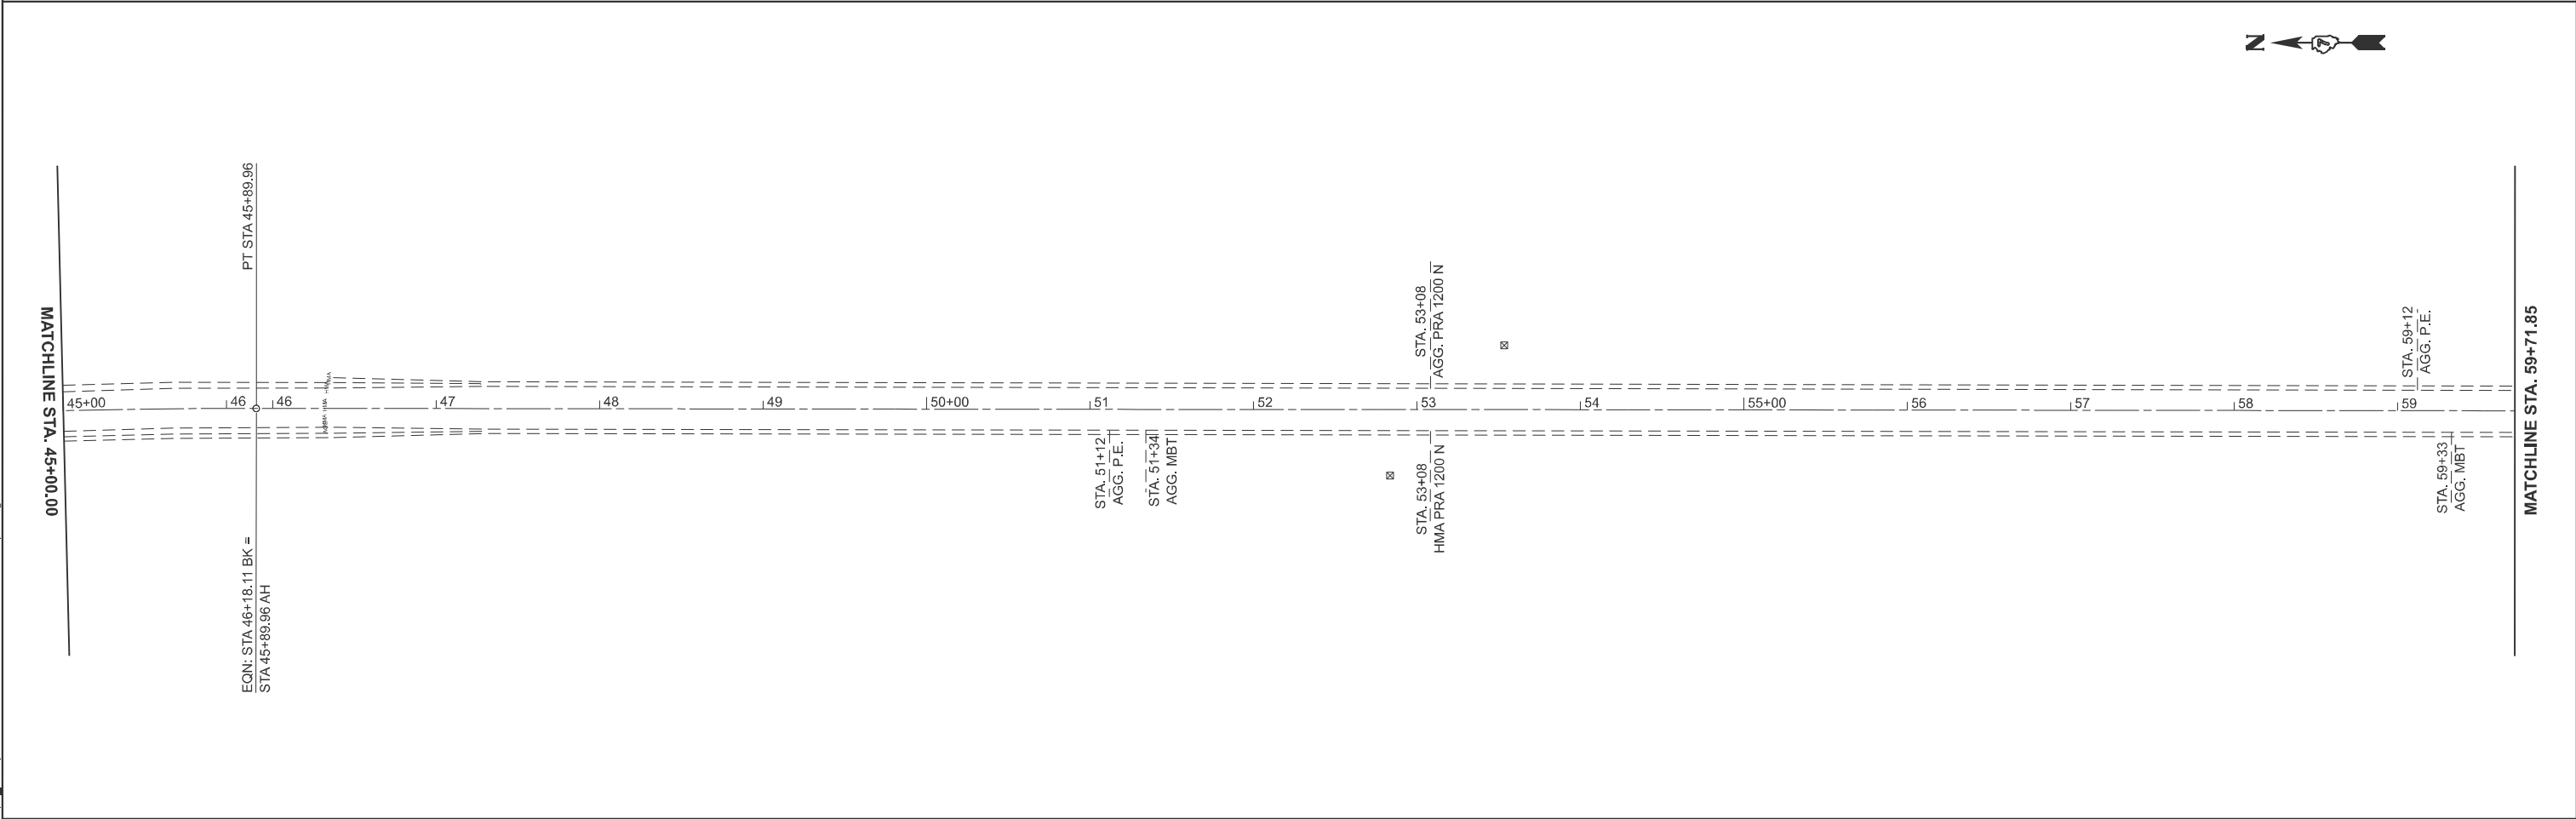 N
PT STA 45+89.96
MATCHLINE STA. 45+00.00
EQN: STA 46+18.11 BK =
STA 45+89.96 AH
45+00
46
46
47
48
49
50+00
51
52
53
54
55+00
56
57
58
59
STA. 51+12
AGG. P.E.
STA. 51+34
AGG. MBT
STA. 53+08
AGG. PRA 1200 N
STA. 53+08
HMA PRA 1200 N
STA. 59+12
AGG. P.E.
STA. 59+33
AGG. MBT
MATCHLINE STA. 59+71.85